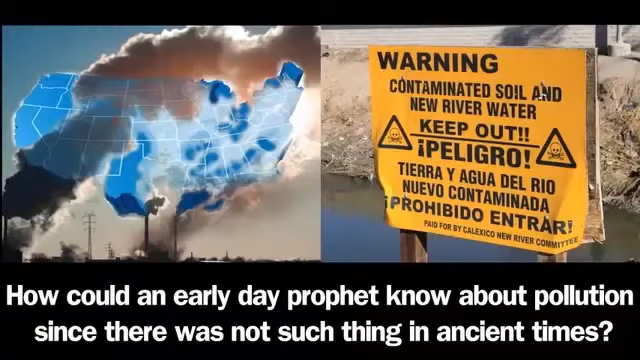 WARNING
CONTAMINATED SOIL AND
NEW RIVER WATER
KEEP OUT!!
¡PELIGRO!
TIERRA Y AGUA DEL RIO
NUEVO CONTAMINADA
¡PROHIBIDO ENTRAR!
PAID FOR BY CALEXICO NEW RIVER COMMITTEE
How could an early day prophet know about pollution
since there was not such thing in ancient times?